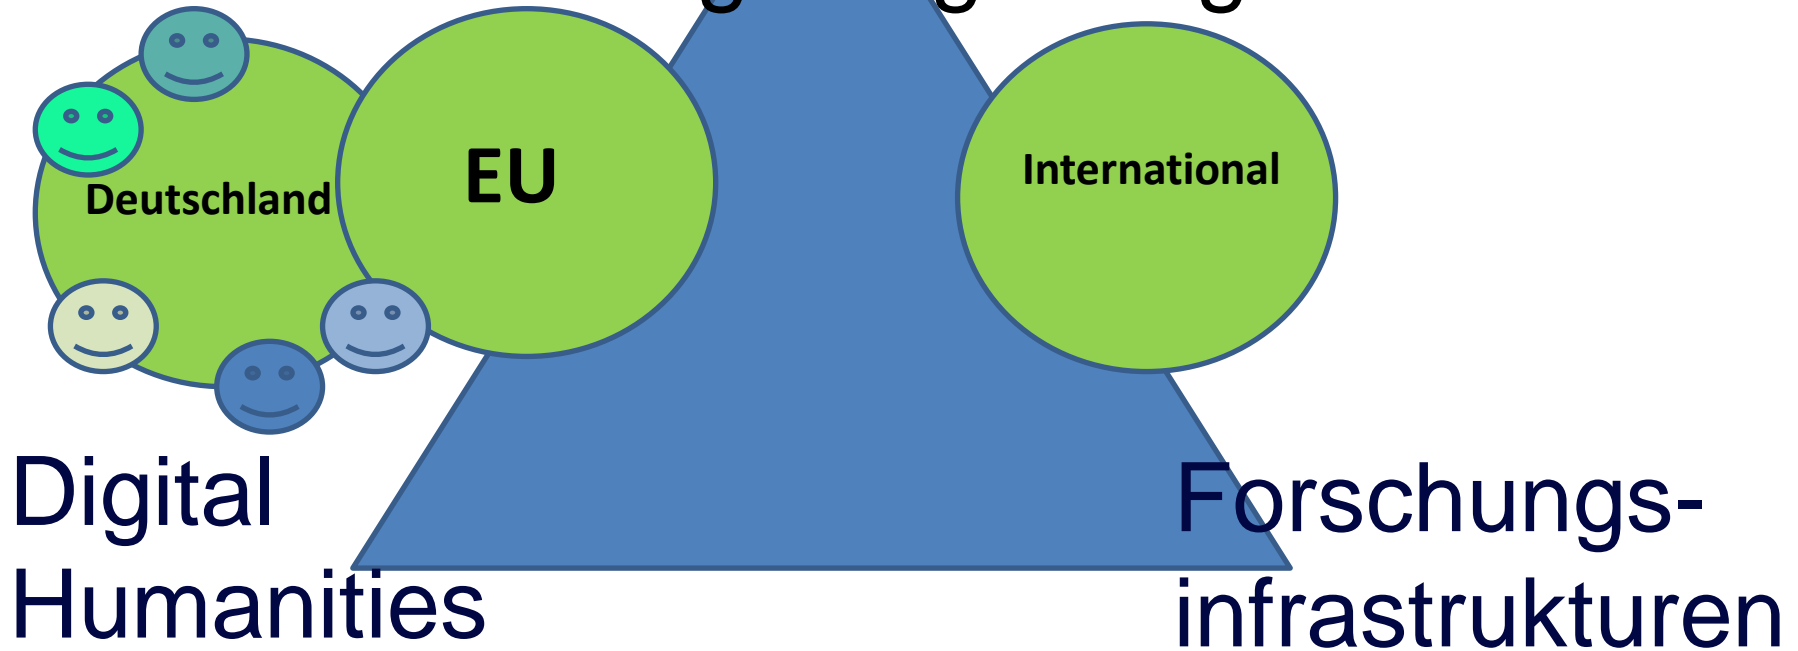 EU
International
Deutschland
Digital
Humanities
Forschungs-
infrastrukturen